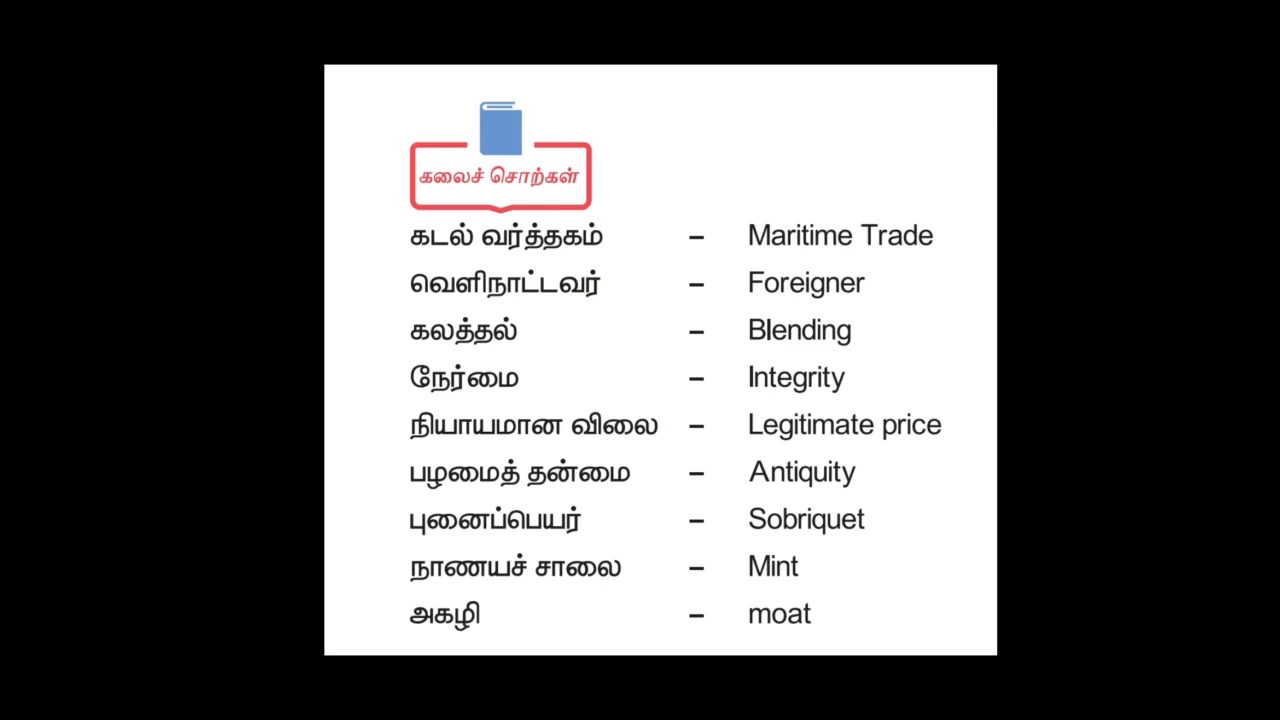 கலைச் சொற்கள்
கடல் வர்த்தகம் – Maritime Trade
வெளிநாட்டவர் – Foreigner
கலத்தல் – Blending
நேர்மை – Integrity
நியாயமான விலை – Legitimate price
பழமைத் தன்மை – Antiquity
புனைப்பெயர் – Sobriquet
நாணயச் சாலை – Mint
அகழி – moat